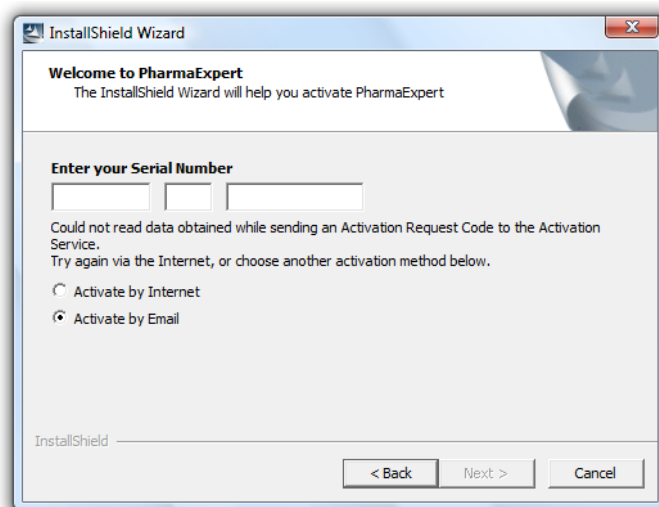 InstallShield Wizard
Welcome to PharmaExpert
The InstallShield Wizard will help you activate PharmaExpert
Enter your Serial Number
Could not read data obtained while sending an Activation Request Code to the Activation
Service.
Try again via the Internet, or choose another activation method below.
Activate by Internet
Activate by Email
InstallShield
< Back Next > Cancel